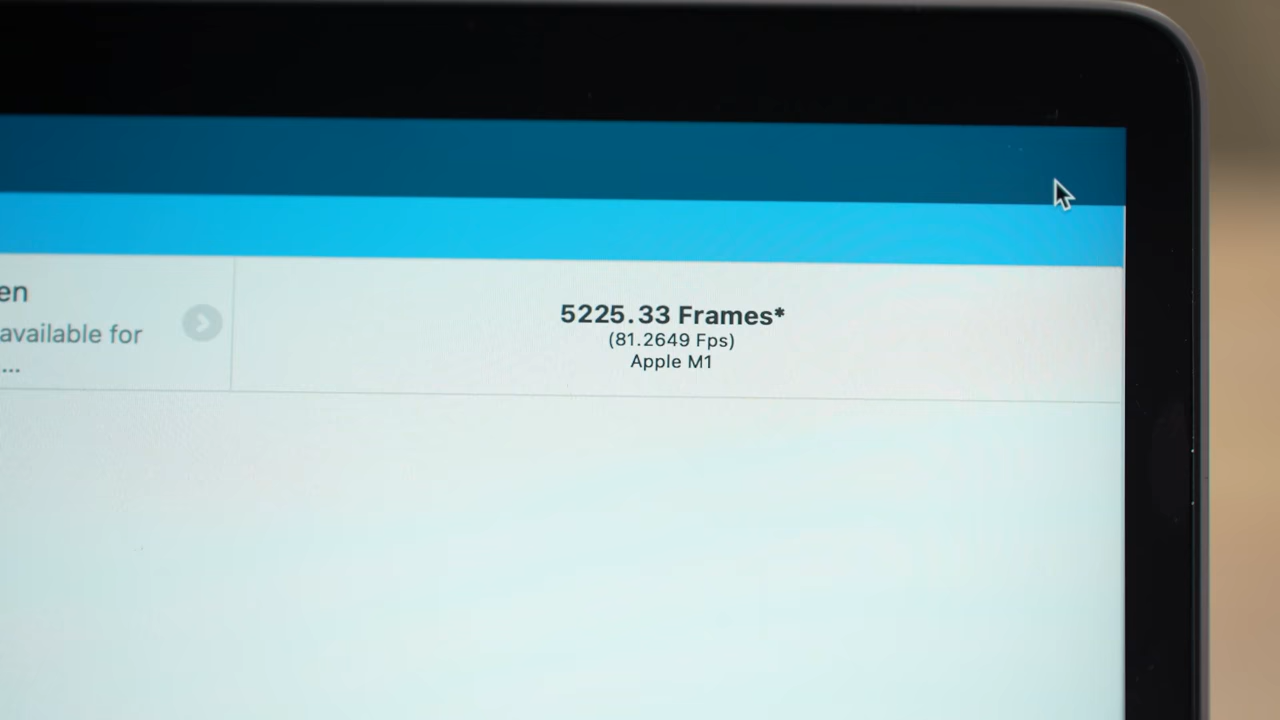 en
available for
...
5225.33 Frames*
(81.2649 Fps)
Apple M1